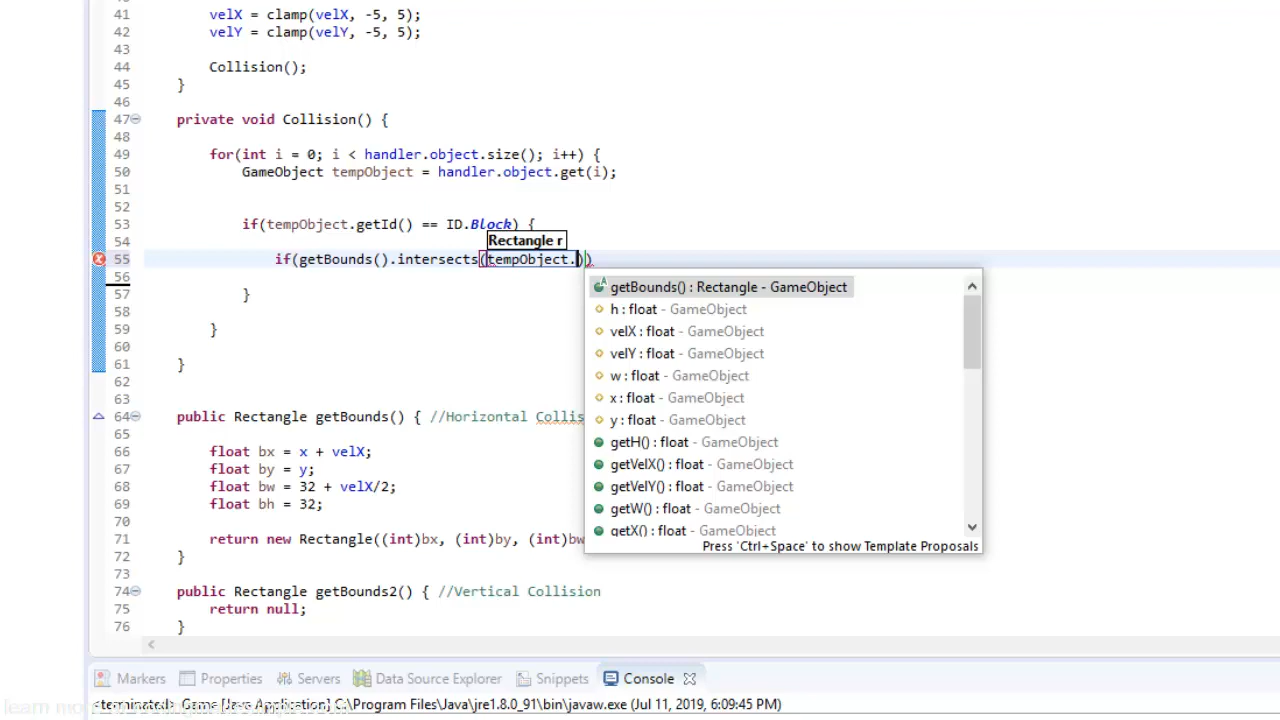 41 velX = clamp(velX, -5, 5);
42 velY = clamp(velY, -5, 5);
43
44 Collision();
45 }
46
47 private void Collision() {
48
49 for(int i = 0; i < handler.object.size(); i++) {
50 GameObject tempObject = handler.object.get(i);
51
52
53 if(tempObject.getId() == ID.Block) {
54
Rectangle r
55 if(getBounds().intersects(tempObject.))
56
getBounds() : Rectangle - GameObject
h : float - GameObject
velX : float - GameObject
velY : float - GameObject
w : float - GameObject
x : float - GameObject
y : float - GameObject
getH() : float - GameObject
getVelX() : float - GameObject
getVelY() : float - GameObject
getW() : float - GameObject
getX() : float - GameObject
Press 'Ctrl+Space' to show Template Proposals
57 }
58
59 }
60
61 }
62
63
64 public Rectangle getBounds() { //Horizontal Collis
65
66 float bx = x + velX;
67 float by = y;
68 float bw = 32 + velX/2;
69 float bh = 32;
70
71 return new Rectangle((int)bx, (int)by, (int)bw
72 }
73
74 public Rectangle getBounds2() { //Vertical Collision
75 return null;
76 }
Markers Properties Servers Data Source Explorer Snippets Console
<terminated> Game [Java Application] C:\Program Files\Java\jre1.8.0_91\bin\javaw.exe (Jul 11, 2019, 6:09:45 PM)
learn more